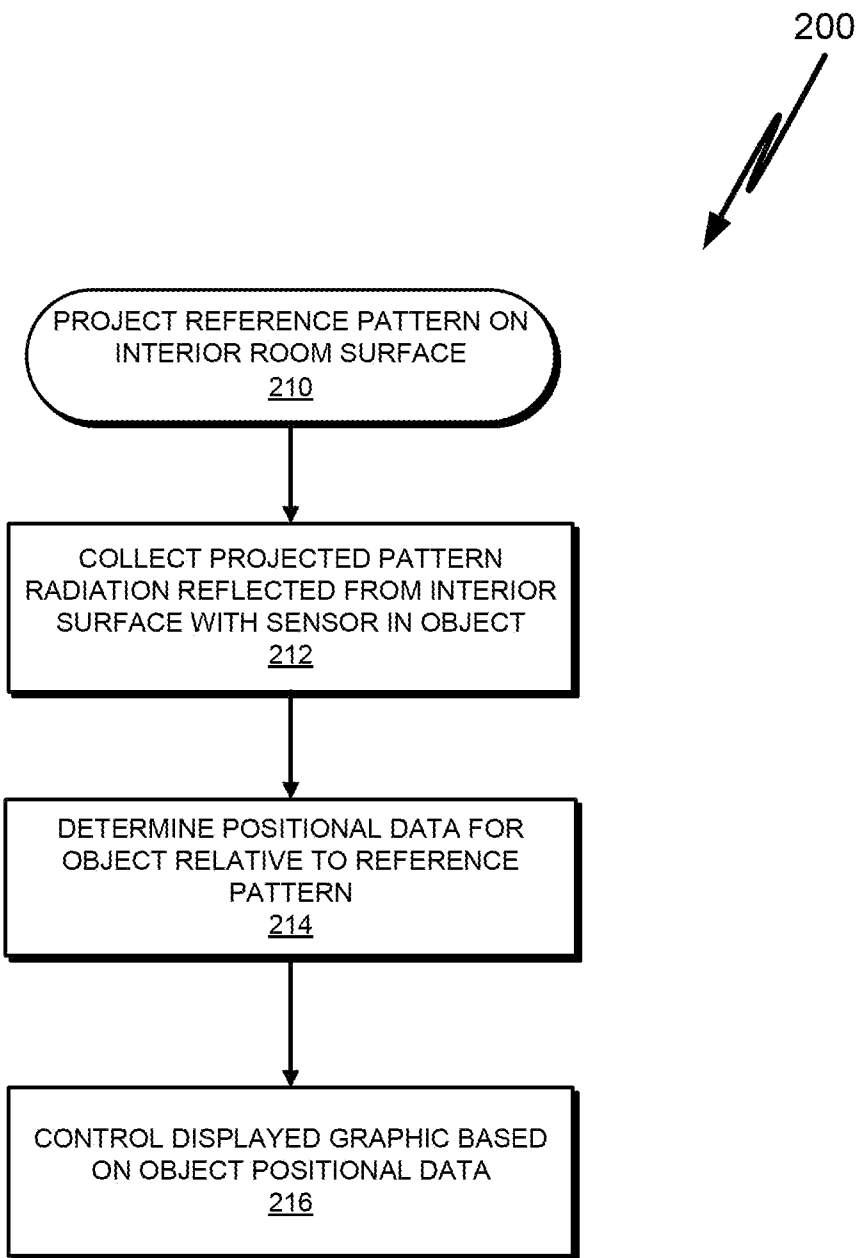 200
PROJECT REFERENCE PATTERN ON
INTERIOR ROOM SURFACE
210
COLLECT PROJECTED PATTERN
RADIATION REFLECTED FROM INTERIOR
SURFACE WITH SENSOR IN OBJECT
212
DETERMINE POSITIONAL DATA FOR
OBJECT RELATIVE TO REFERENCE
PATTERN
214
CONTROL DISPLAYED GRAPHIC BASED
ON OBJECT POSITIONAL DATA
216